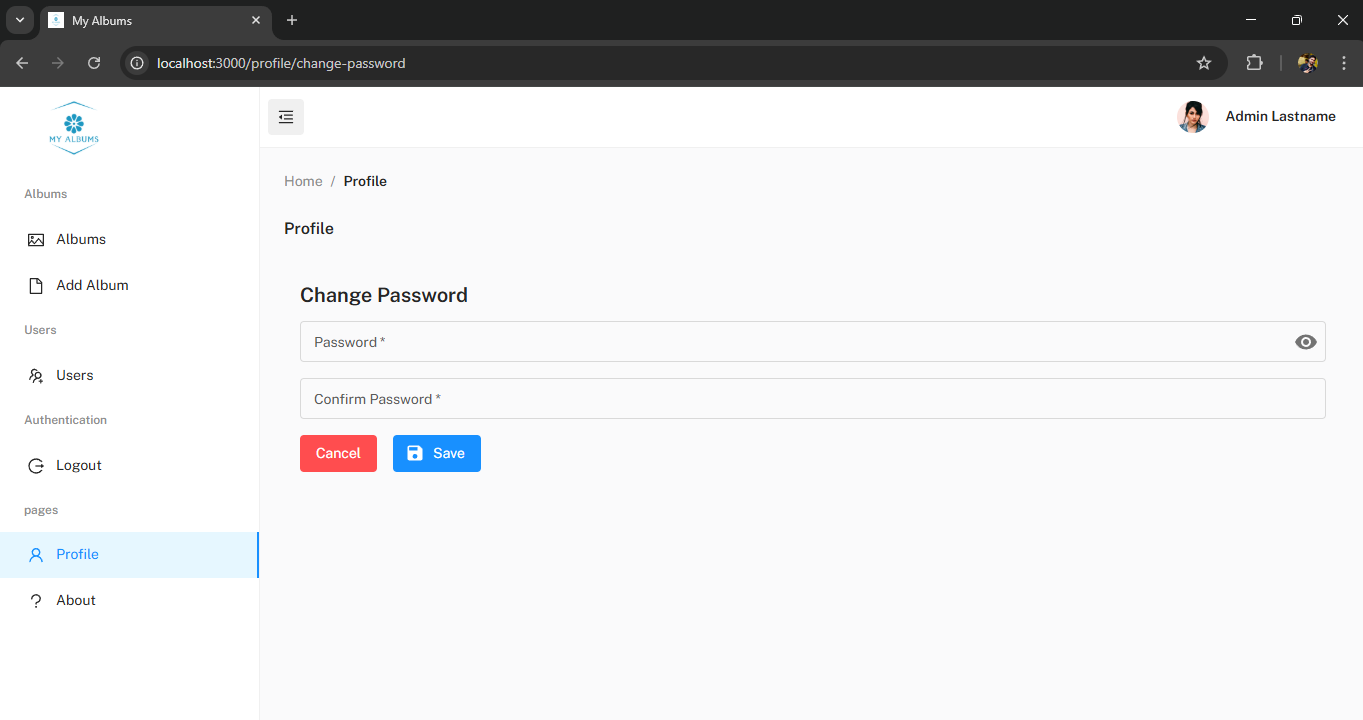 My Albums
localhost:3000/profile/change-password
MY ALBUMS
Admin Lastname
Albums
Albums
Add Album
Users
Users
Authentication
Logout
pages
Profile
About
Home / Profile
Profile
Change Password
Password *
Confirm Password *
Cancel
Save